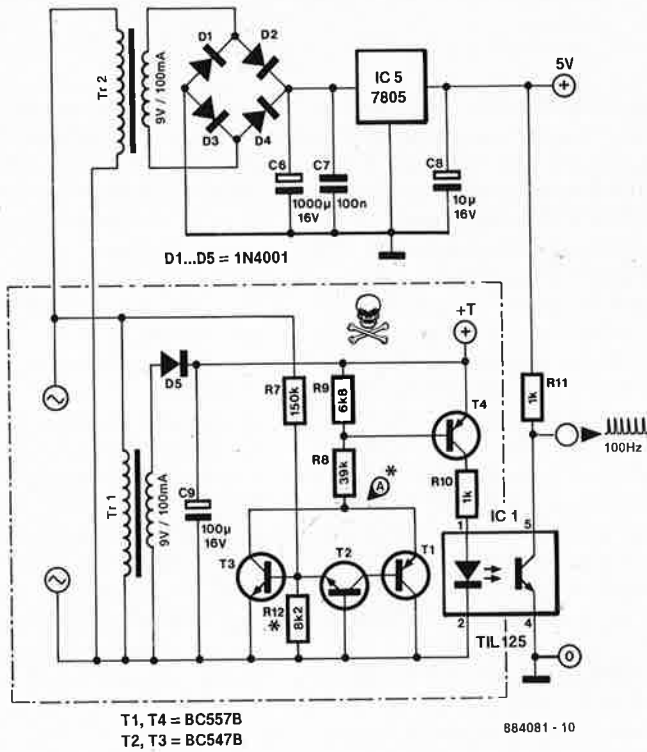 Tr 2
9V / 100mA
D1
D2
D3
D4
IC 5
7805
5V
+
C6
1000µ
16V
C7
100n
C8
10µ
16V
D1...D5 = 1N4001
+T
+
D5
R7
150k
R9
6k8
T4
R11
1k
100Hz
R8
39k
A *
R10
1k
Tr 1
9V / 100mA
C9
100µ
16V
IC 1
1
5
T3
T2
T1
R12
*
8k2
2
4
TIL125
0
T1, T4 = BC557B
T2, T3 = BC547B
884081 - 10